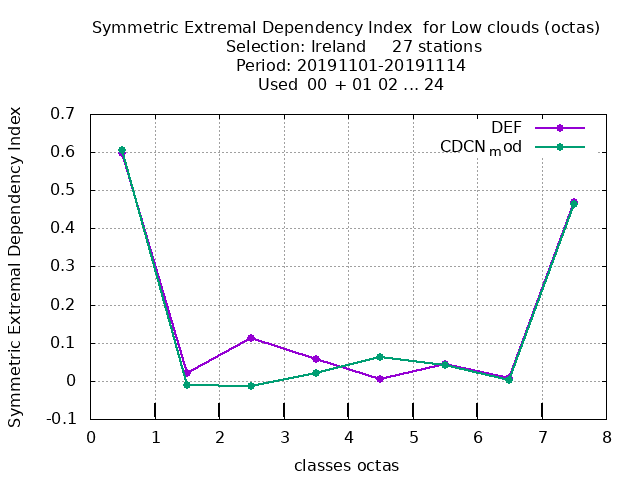 Symmetric Extremal Dependency Index  for Low clouds (octas)
Selection: Ireland     27 stations
Period: 20191101-20191114
Used  00  + 01 02 ... 24
DEF
CDCN_mod
Symmetric Extremal Dependency Index
0.7
0.6
0.5
0.4
0.3
0.2
0.1
0
-0.1
0 1 2 3 4 5 6 7 8
classes octas